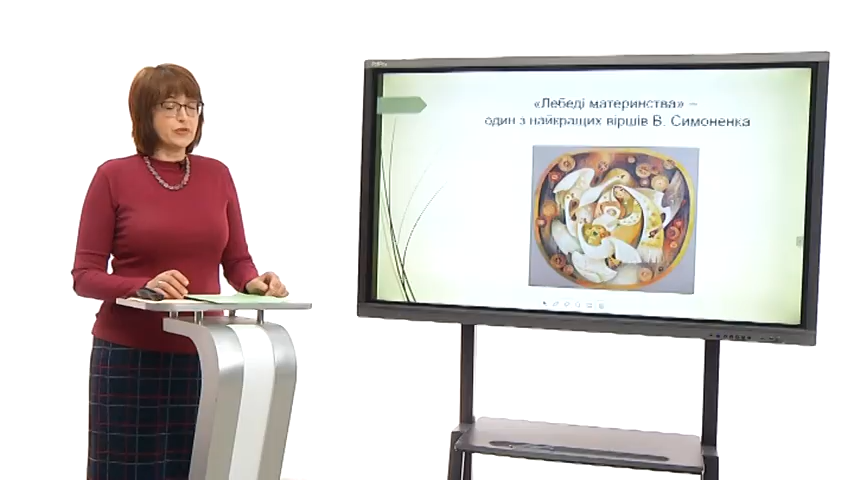 «Лебеді материнства» –
один з найкращих віршів В. Симоненка